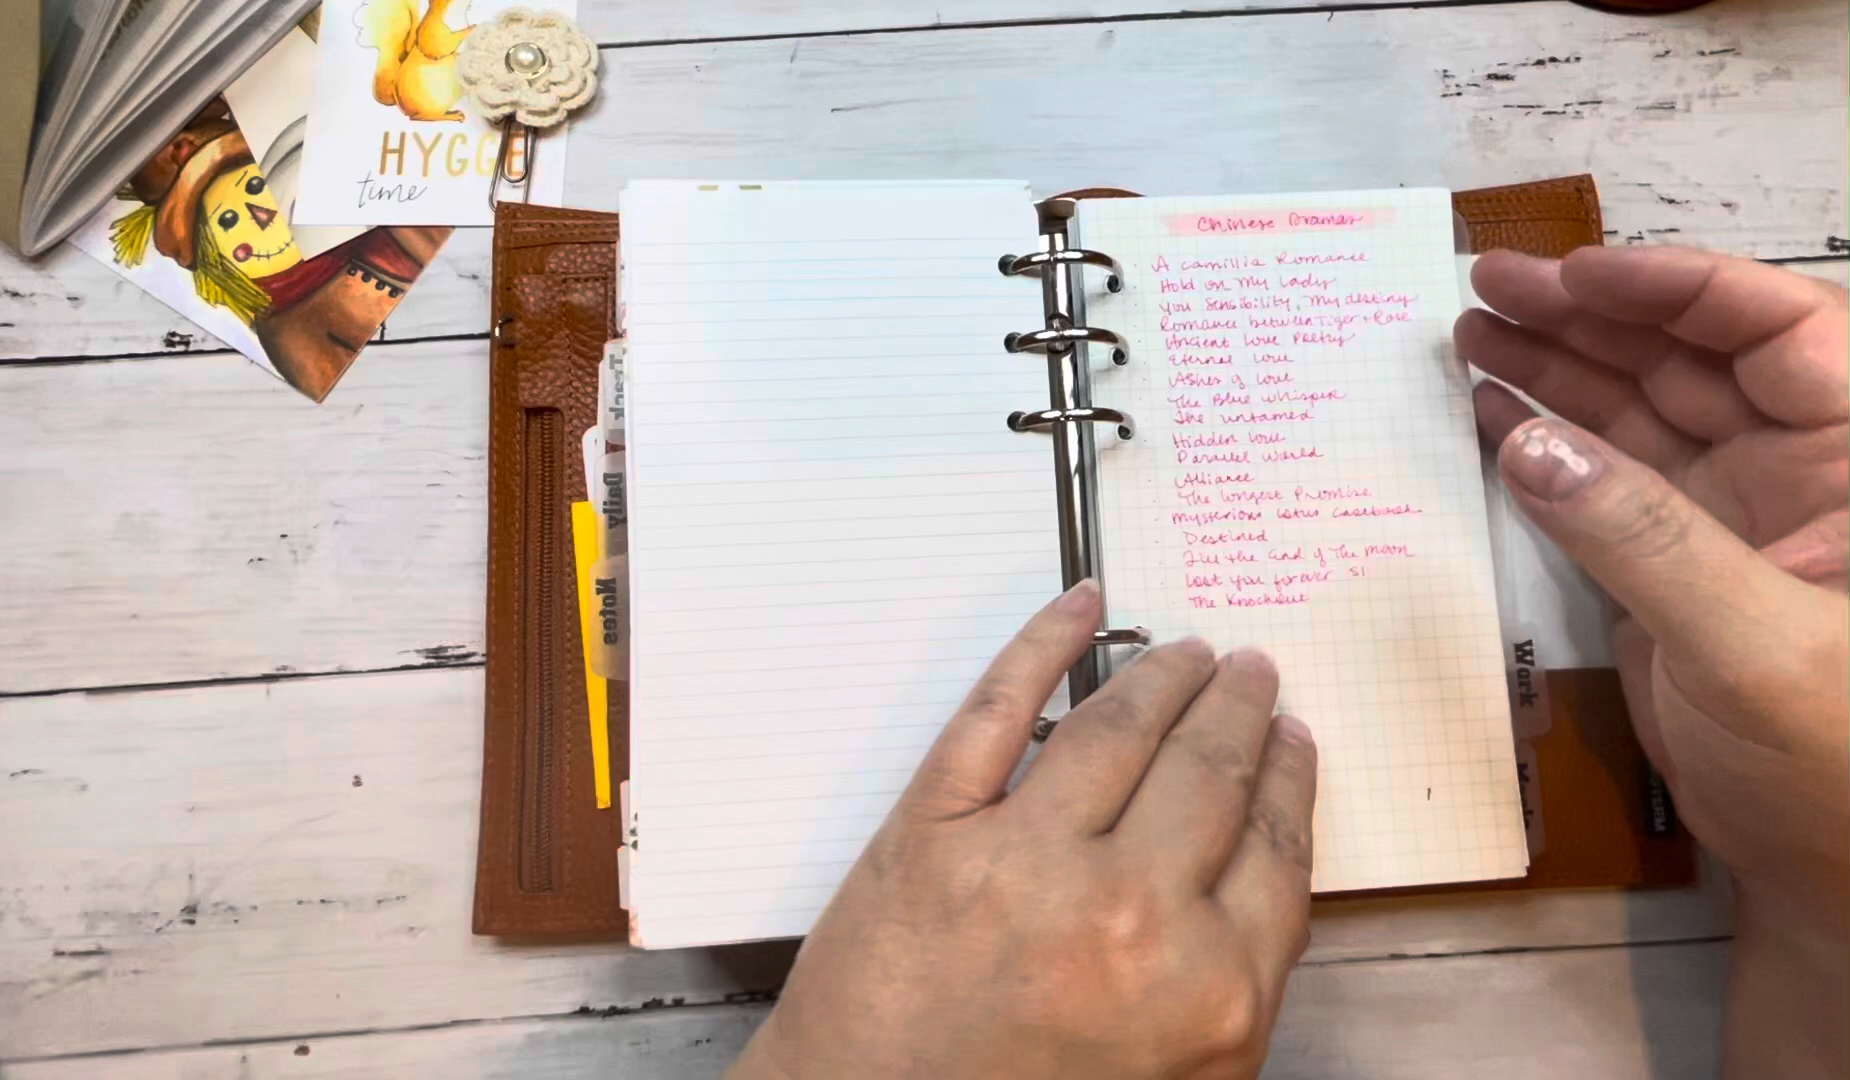 HYGGE
time
Track
Daily
Notes
Chinese Dramas
A camillia Romance
Hold on My Lady
You Sensibility, My destiny
Romance between Tiger + Rose
Ancient Love Poetry
Eternal Love
Ashes of Love
The Blue Whisper
The untamed
Hidden Love
Parallel World
Alliance
The Longest Promise
Mysterious Lotus Casebook
Destined
Till the End of The Moon
Lost you forever S1
The Knockout
Work